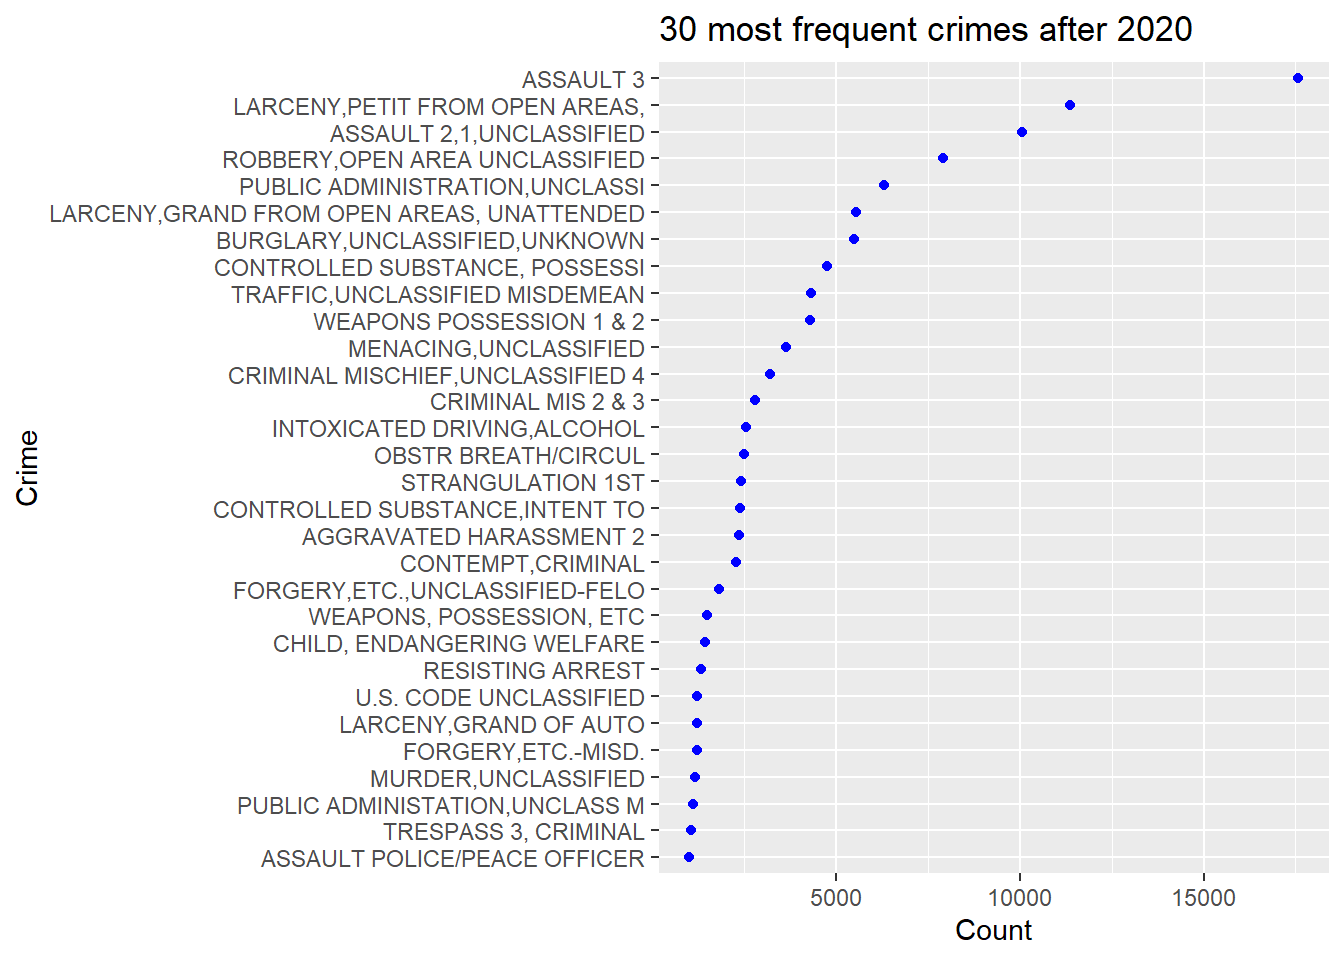 30 most frequent crimes after 2020
Crime
ASSAULT 3
LARCENY,PETIT FROM OPEN AREAS,
ASSAULT 2,1,UNCLASSIFIED
ROBBERY,OPEN AREA UNCLASSIFIED
PUBLIC ADMINISTRATION,UNCLASSI
LARCENY,GRAND FROM OPEN AREAS, UNATTENDED
BURGLARY,UNCLASSIFIED,UNKNOWN
CONTROLLED SUBSTANCE, POSSESSI
TRAFFIC,UNCLASSIFIED MISDEMEAN
WEAPONS POSSESSION 1 & 2
MENACING,UNCLASSIFIED
CRIMINAL MISCHIEF,UNCLASSIFIED 4
CRIMINAL MIS 2 & 3
INTOXICATED DRIVING,ALCOHOL
OBSTR BREATH/CIRCUL
STRANGULATION 1ST
CONTROLLED SUBSTANCE,INTENT TO
AGGRAVATED HARASSMENT 2
CONTEMPT,CRIMINAL
FORGERY,ETC.,UNCLASSIFIED-FELO
WEAPONS, POSSESSION, ETC
CHILD, ENDANGERING WELFARE
RESISTING ARREST
U.S. CODE UNCLASSIFIED
LARCENY,GRAND OF AUTO
FORGERY,ETC.-MISD.
MURDER,UNCLASSIFIED
PUBLIC ADMINISTATION,UNCLASS M
TRESPASS 3, CRIMINAL
ASSAULT POLICE/PEACE OFFICER
5000 10000 15000
Count